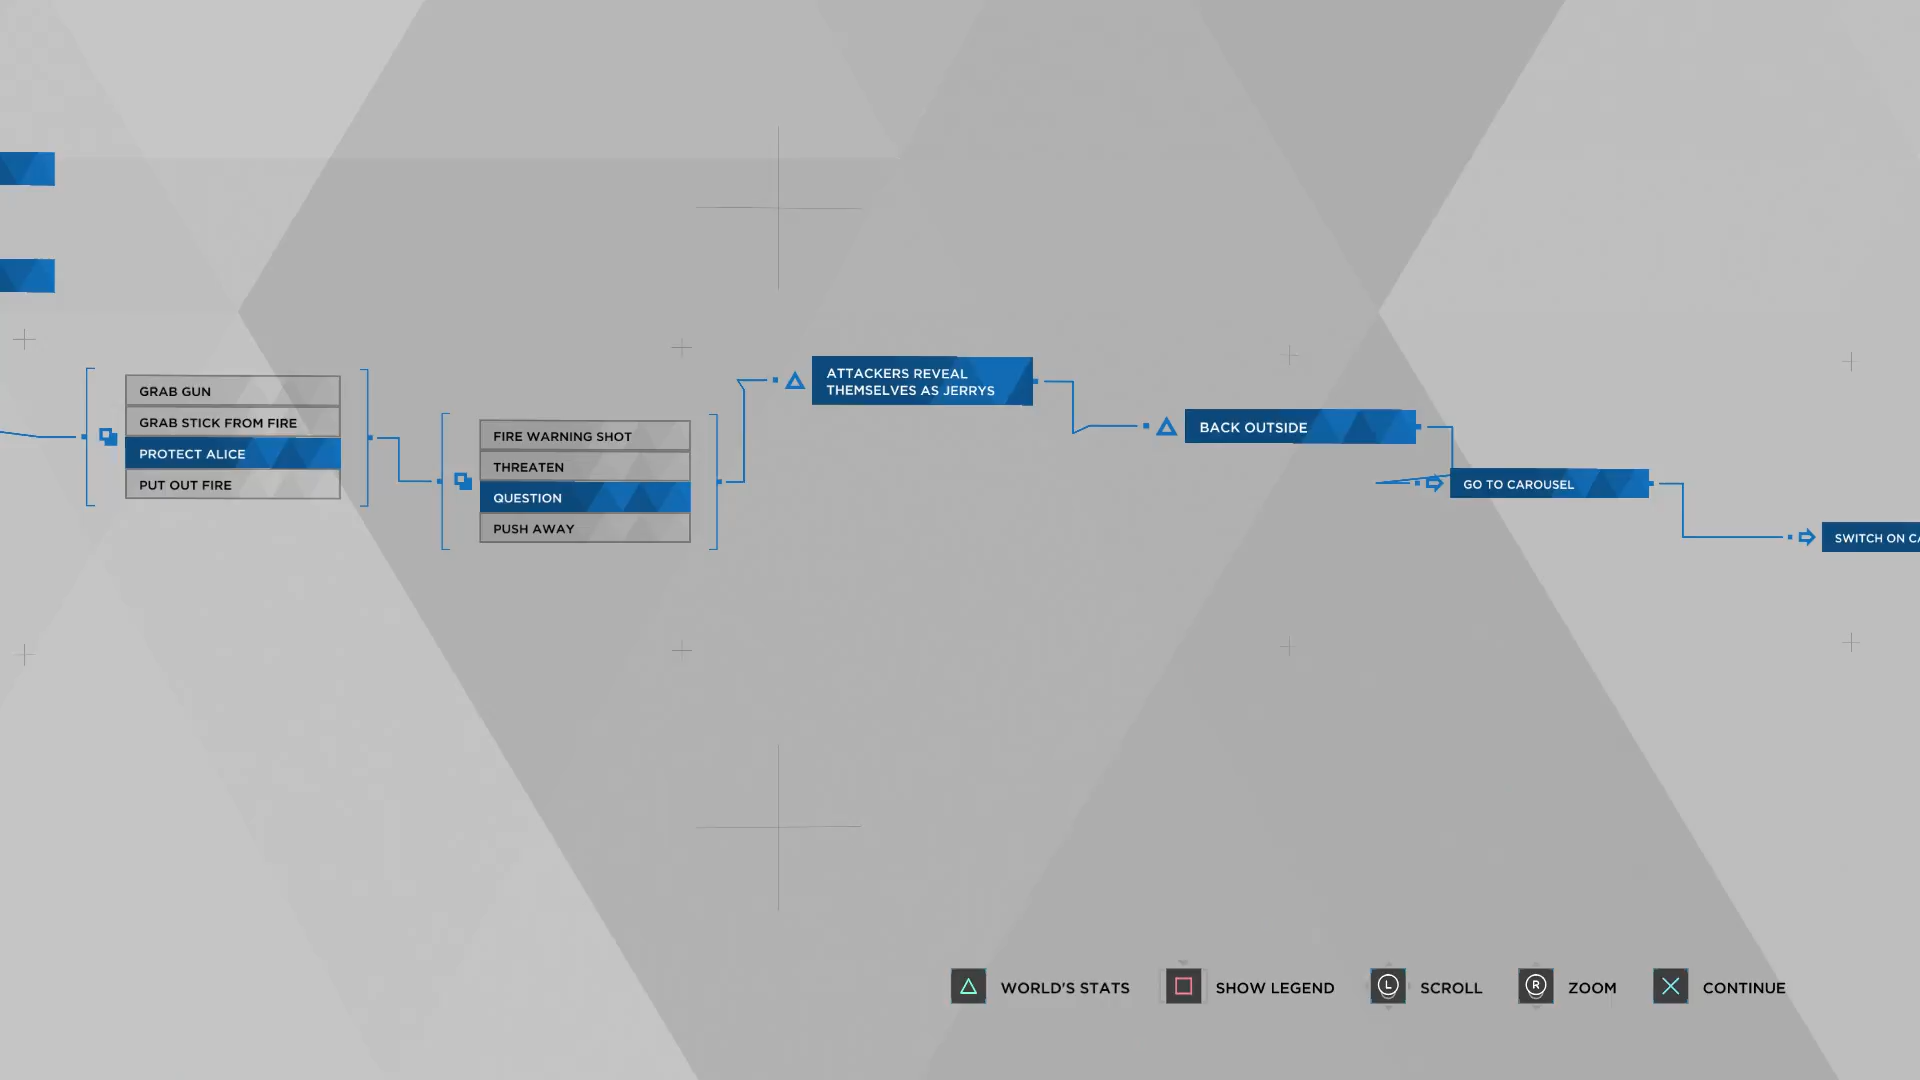 GRAB GUN
GRAB STICK FROM FIRE
PROTECT ALICE
PUT OUT FIRE
FIRE WARNING SHOT
THREATEN
QUESTION
PUSH AWAY
ATTACKERS REVEAL
THEMSELVES AS JERRYS
BACK OUTSIDE
GO TO CAROUSEL
SWITCH ON
WORLD'S STATS
SHOW LEGEND
L
SCROLL
R
ZOOM
CONTINUE